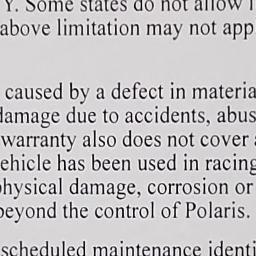 Y. Some states do not allow
above limitation may not app
caused by a defect in materia
damage due to accidents, abus
warranty also does not cover
ehicle has been used in racing
physical damage, corrosion or
beyond the control of Polaris.
scheduled maintenance identi